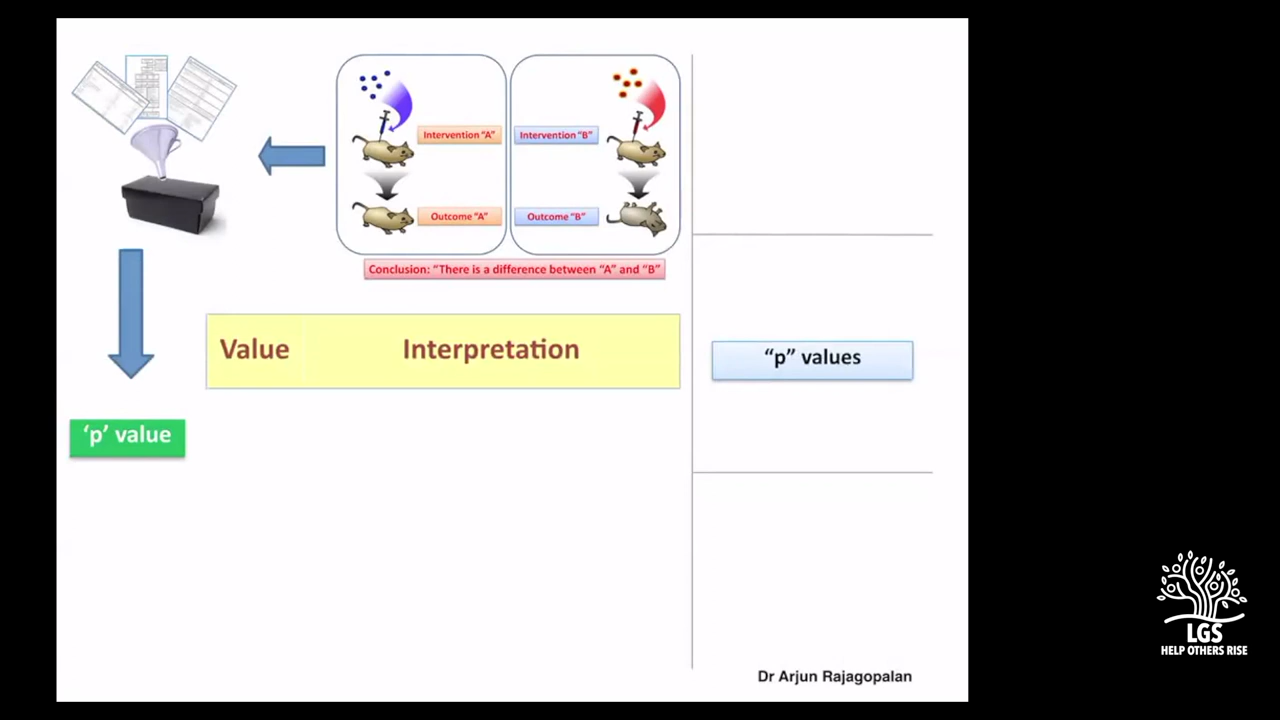 Intervention “A”
Intervention “B”
Outcome “A”
Outcome “B”
Conclusion: “There is a difference between “A” and “B”
Value
Interpretation
“p” values
‘p’ value
Dr Arjun Rajagopalan
LGS
HELP OTHERS RISE